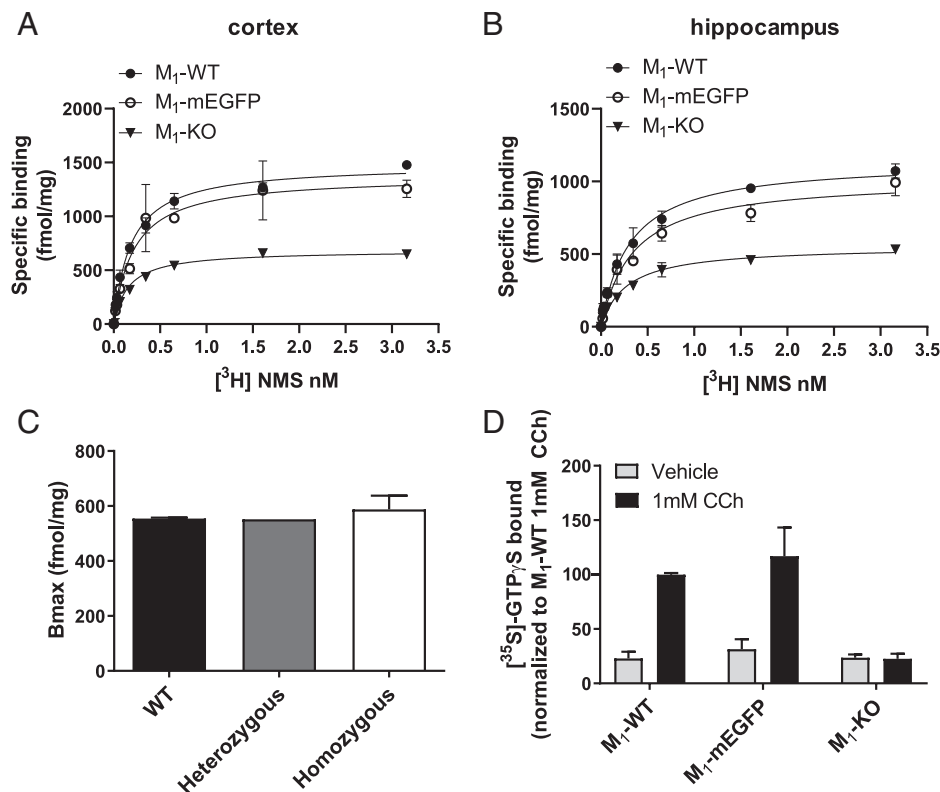 A
cortex
M₁-WT
M₁-mEGFP
M₁-KO
Specific binding
(fmol/mg)
2000
1500
1000
500
0
0.0 0.5 1.0 1.5 2.0 2.5 3.0 3.5
[³H] NMS nM
B
hippocampus
M₁-WT
M₁-mEGFP
M₁-KO
Specific binding
(fmol/mg)
1500
1000
500
0
0.0 0.5 1.0 1.5 2.0 2.5 3.0 3.5
[³H] NMS nM
C
Bmax (fmol/mg)
800
600
400
200
0
WT
Heterozygous
Homozygous
D
[³⁵S]-GTPγS bound
(normalized to M₁-WT 1mM CCh)
Vehicle
1mM CCh
200
150
100
50
0
M₁-WT
M₁-mEGFP
M₁-KO